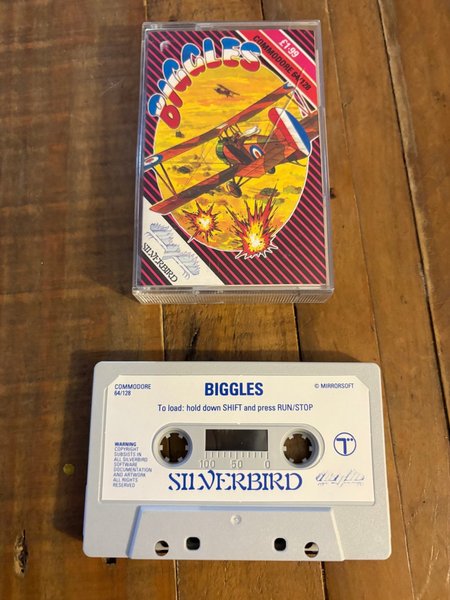 BIGGLES
£1·99
COMMODORE 64/128
SILVERBIRD
COMMODORE
64/128
BIGGLES
© MIRRORSOFT
To load: hold down SHIFT and press RUN/STOP
WARNING
COPYRIGHT
SUBSISTS IN
ALL SILVERBIRD
SOFTWARE
DOCUMENTATION
AND ARTWORK
ALL RIGHTS
RESERVED
100 50 0
SILVERBIRD